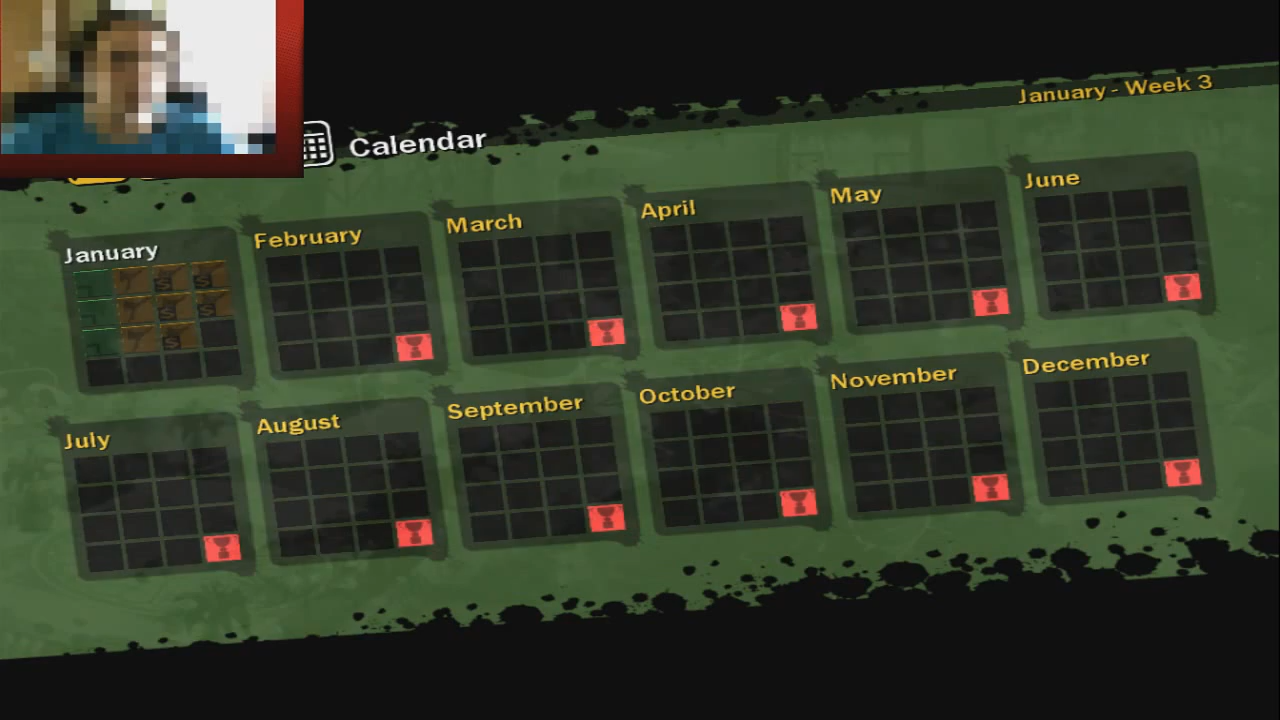 January - Week 3
Calendar
January
February
March
April
May
June
July
August
September
October
November
December